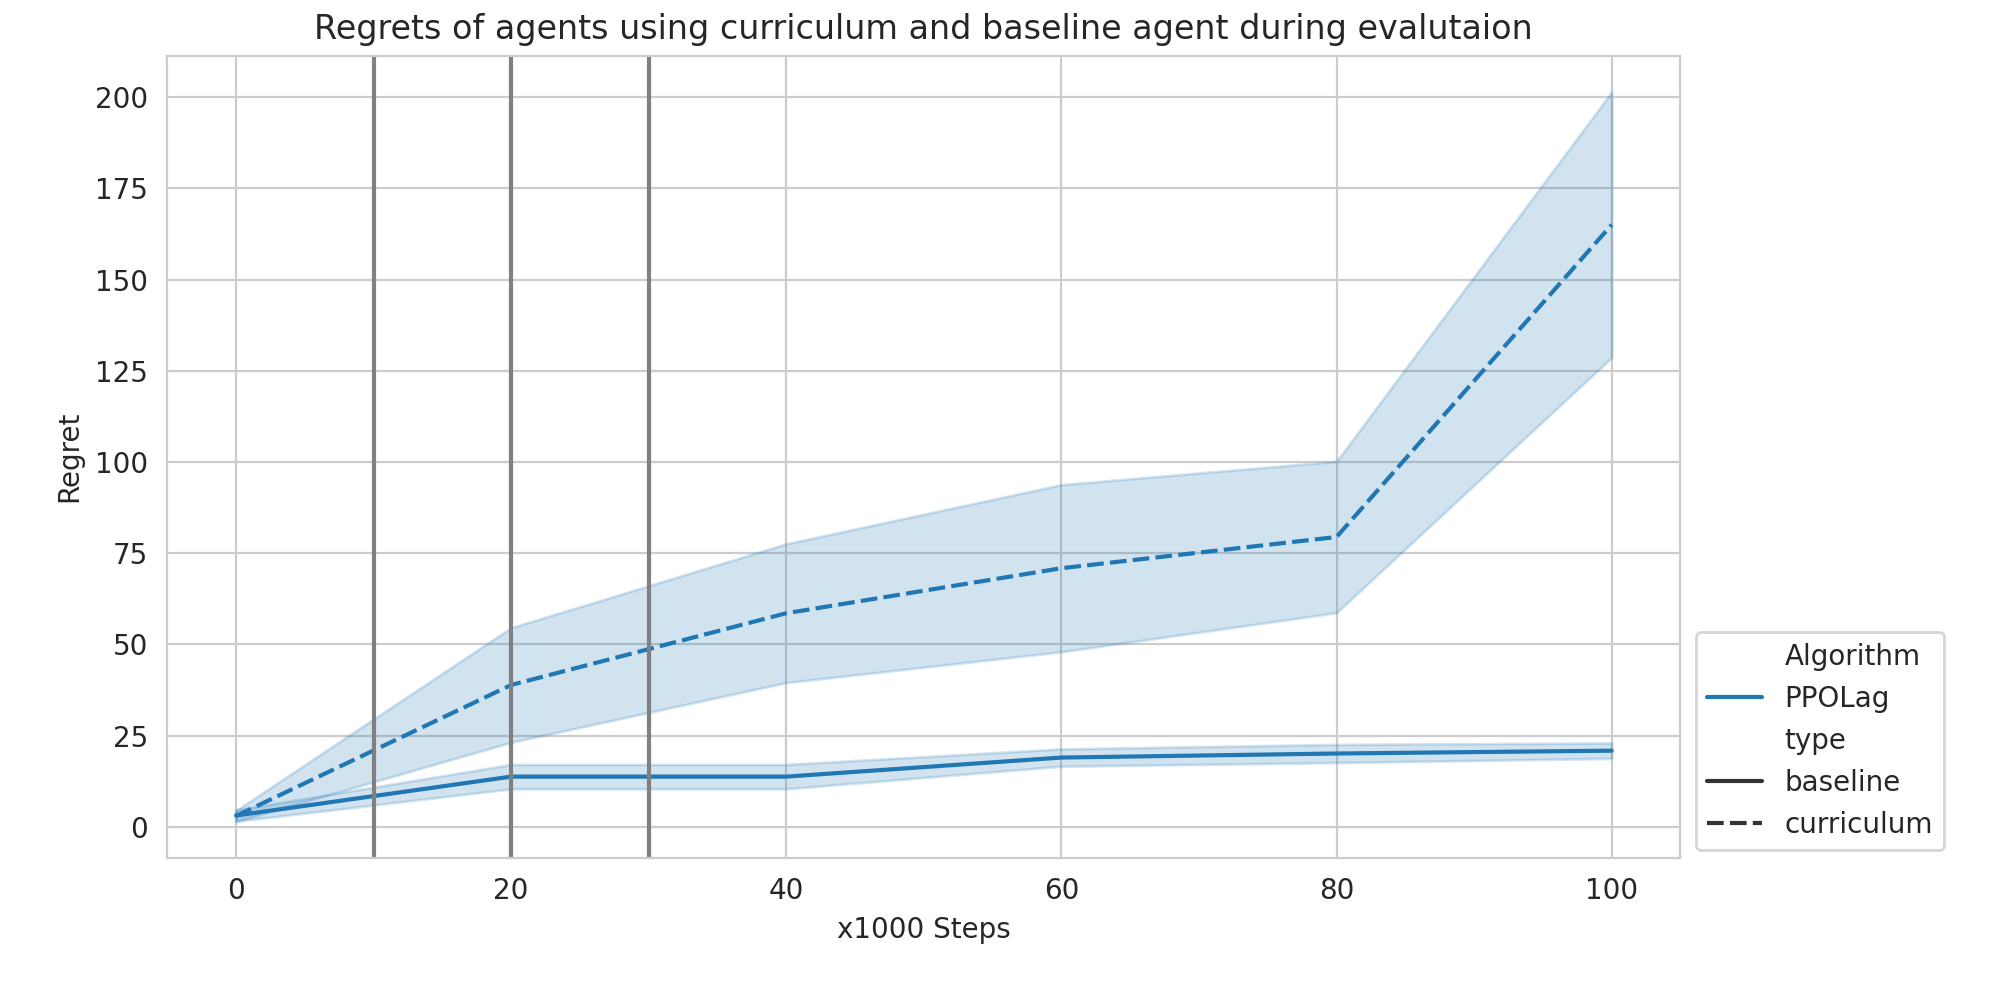 Regrets of agents using curriculum and baseline agent during evalutaion
200
175
150
125
100
75
50
25
0
Regret
0 20 40 60 80 100
x1000 Steps
Algorithm
PPOLag
type
baseline
curriculum